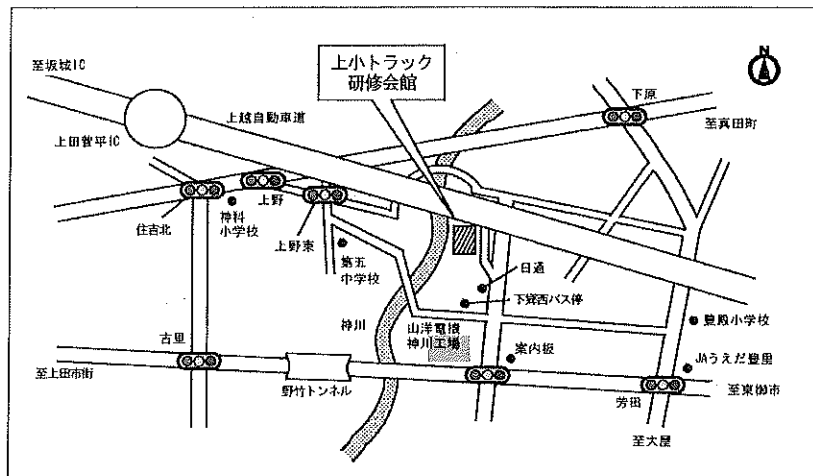 上小トラック
研修会館
N
至坂城IC
上信越自動車道
上田菅平IC
下原
至真田町
住吉北
神科
小学校
上野
上野東
第五
中学校
日通
下郷西バス停
神川
山洋電機
神川工場
案内板
豊殿小学校
JAうえだ豊里
古里
至上田市街
野竹トンネル
芳田
至東御市
至大屋